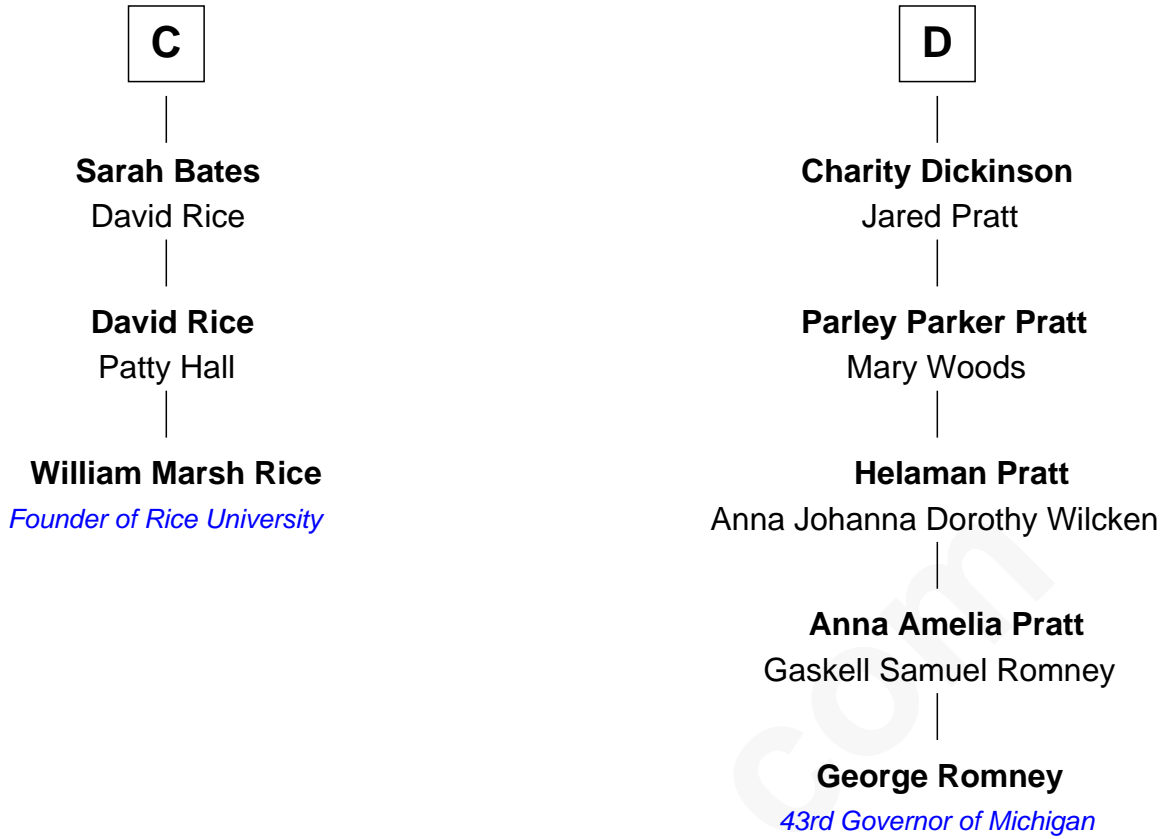 C
Sarah Bates
David Rice
David Rice
Patty Hall
William Marsh Rice
Founder of Rice University
D
Charity Dickinson
Jared Pratt
Parley Parker Pratt
Mary Woods
Helaman Pratt
Anna Johanna Dorothy Wilcken
Anna Amelia Pratt
Gaskell Samuel Romney
George Romney
43rd Governor of Michigan
com